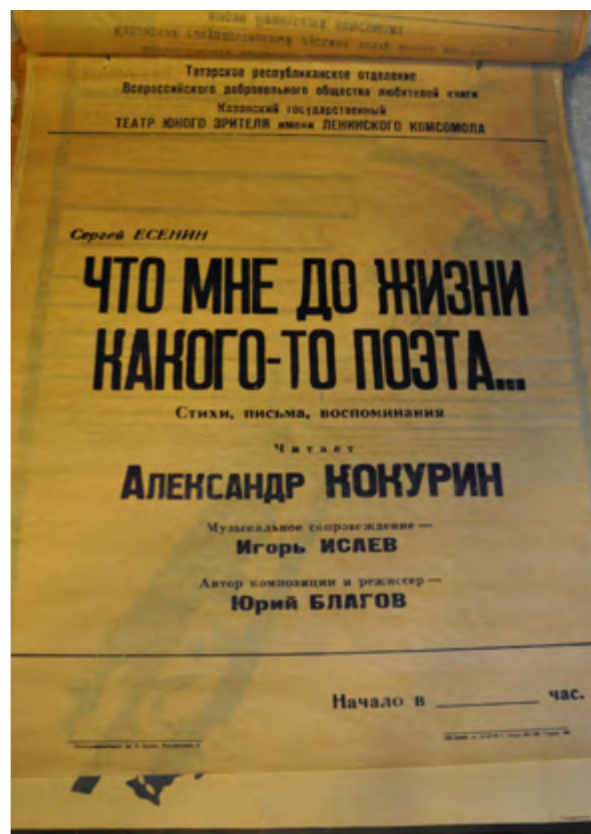 Татарское республиканское отделение
Всероссийского добровольного общества любителей книги
Казанский государственный
ТЕАТР ЮНОГО ЗРИТЕЛЯ имени ЛЕНИНСКОГО КОМСОМОЛА
Сергей ЕСЕНИН
ЧТО МНЕ ДО ЖИЗНИ
КАКОГО-ТО ПОЭТА...
Стихи, письма, воспоминания
Читает
АЛЕКСАНДР КОКУРИН
Музыкальное сопровождение —
Игорь ИСАЕВ
Автор композиции и режиссер —
Юрий БЛАГОВ
Начало в ________ час.